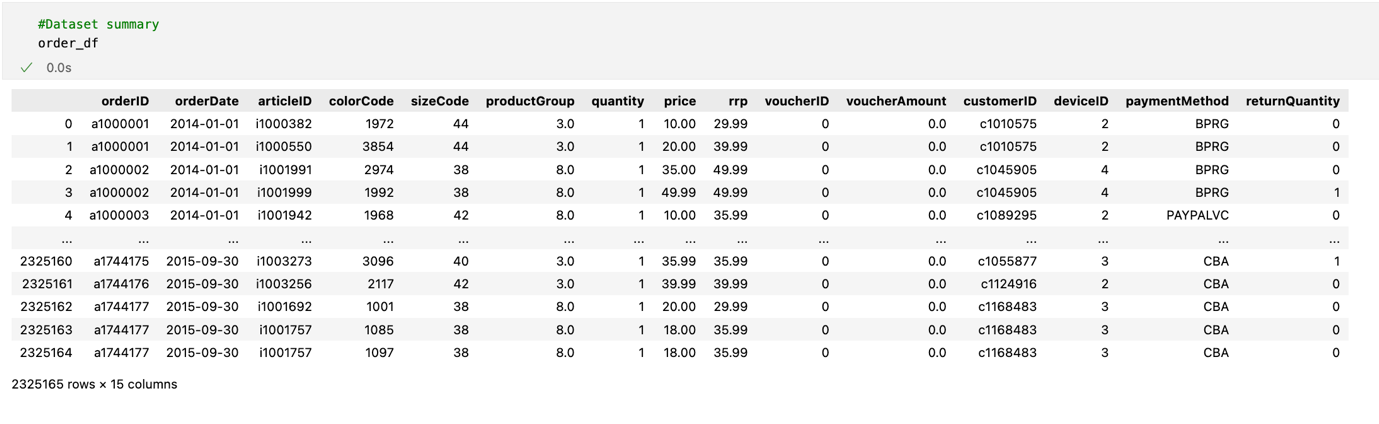 #Dataset summary
order_df
0.0s
orderID orderDate articleID colorCode sizeCode productGroup quantity price rrp voucherID voucherAmount customerID deviceID paymentMethod returnQuantity
0 a1000001 2014-01-01 i1000382 1972 44 3.0 1 10.00 29.99 0 0.0 c1010575 2 BPRG 0
1 a1000001 2014-01-01 i1000550 3854 44 3.0 1 20.00 39.99 0 0.0 c1010575 2 BPRG 0
2 a1000002 2014-01-01 i1001991 2974 38 8.0 1 35.00 49.99 0 0.0 c1045905 4 BPRG 0
3 a1000002 2014-01-01 i1001999 1992 38 8.0 1 49.99 49.99 0 0.0 c1045905 4 BPRG 1
4 a1000003 2014-01-01 i1001942 1968 42 8.0 1 10.00 35.99 0 0.0 c1089295 2 PAYPALVC 0
... ... ... ... ... ... ... ... ... ... ... ... ... ... ... ...
2325160 a1744175 2015-09-30 i1003273 3096 40 3.0 1 35.99 35.99 0 0.0 c1055877 3 CBA 1
2325161 a1744176 2015-09-30 i1003256 2117 42 3.0 1 39.99 39.99 0 0.0 c1124916 2 CBA 0
2325162 a1744177 2015-09-30 i1001692 1001 38 8.0 1 20.00 29.99 0 0.0 c1168483 3 CBA 0
2325163 a1744177 2015-09-30 i1001757 1085 38 8.0 1 18.00 35.99 0 0.0 c1168483 3 CBA 0
2325164 a1744177 2015-09-30 i1001757 1097 38 8.0 1 18.00 35.99 0 0.0 c1168483 3 CBA 0
2325165 rows × 15 columns